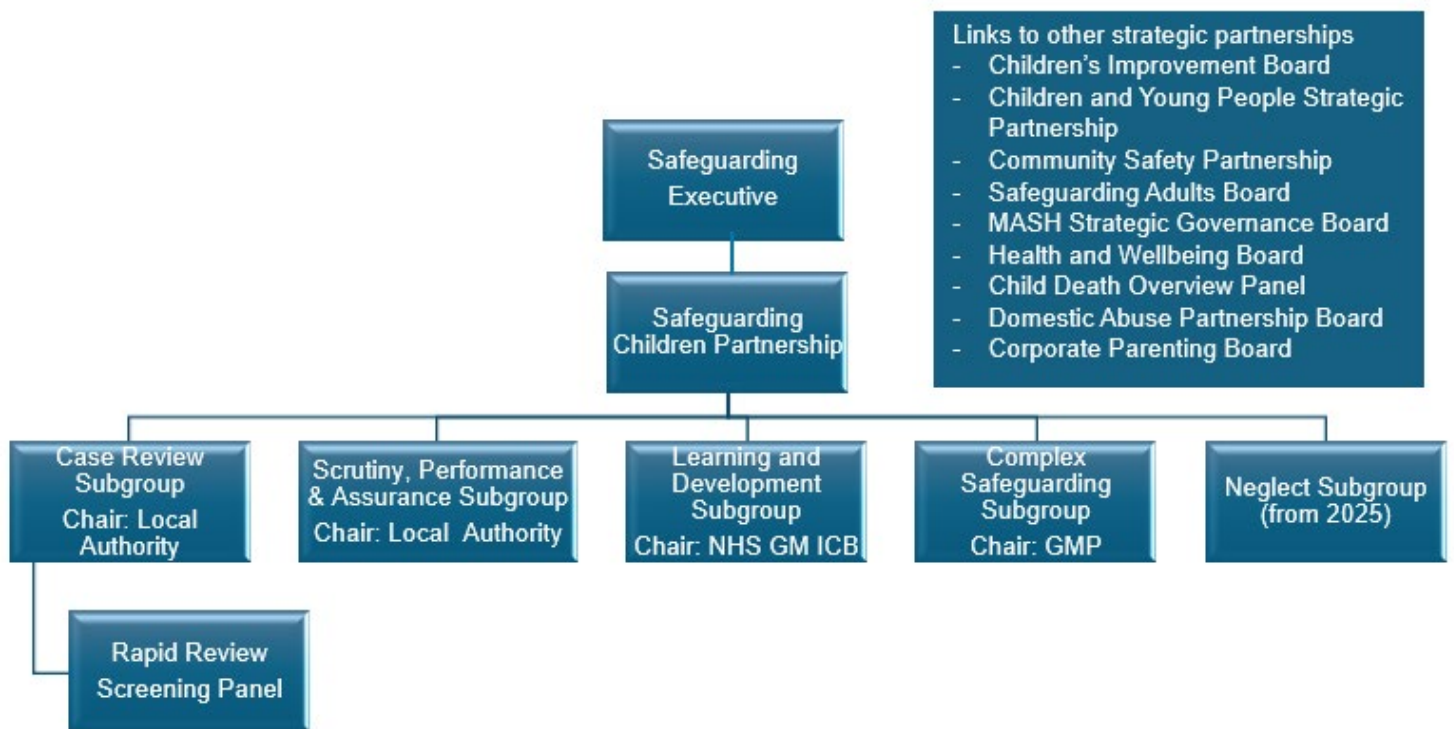 Links to other strategic partnerships
- Children's Improvement Board
- Children and Young People Strategic
Partnership
- Community Safety Partnership
- Safeguarding Adults Board
- MASH Strategic Governance Board
- Health and Wellbeing Board
- Child Death Overview Panel
- Domestic Abuse Partnership Board
- Corporate Parenting Board
Safeguarding
Executive
Safeguarding
Children Partnership
Case Review
Subgroup
Chair: Local
Authority
Scrutiny, Performance
& Assurance Subgroup
Chair: Local Authority
Learning and
Development
Subgroup
Chair: NHS GM ICB
Complex
Safeguarding
Subgroup
Chair: GMP
Neglect Subgroup
(from 2025)
Rapid Review
Screening Panel